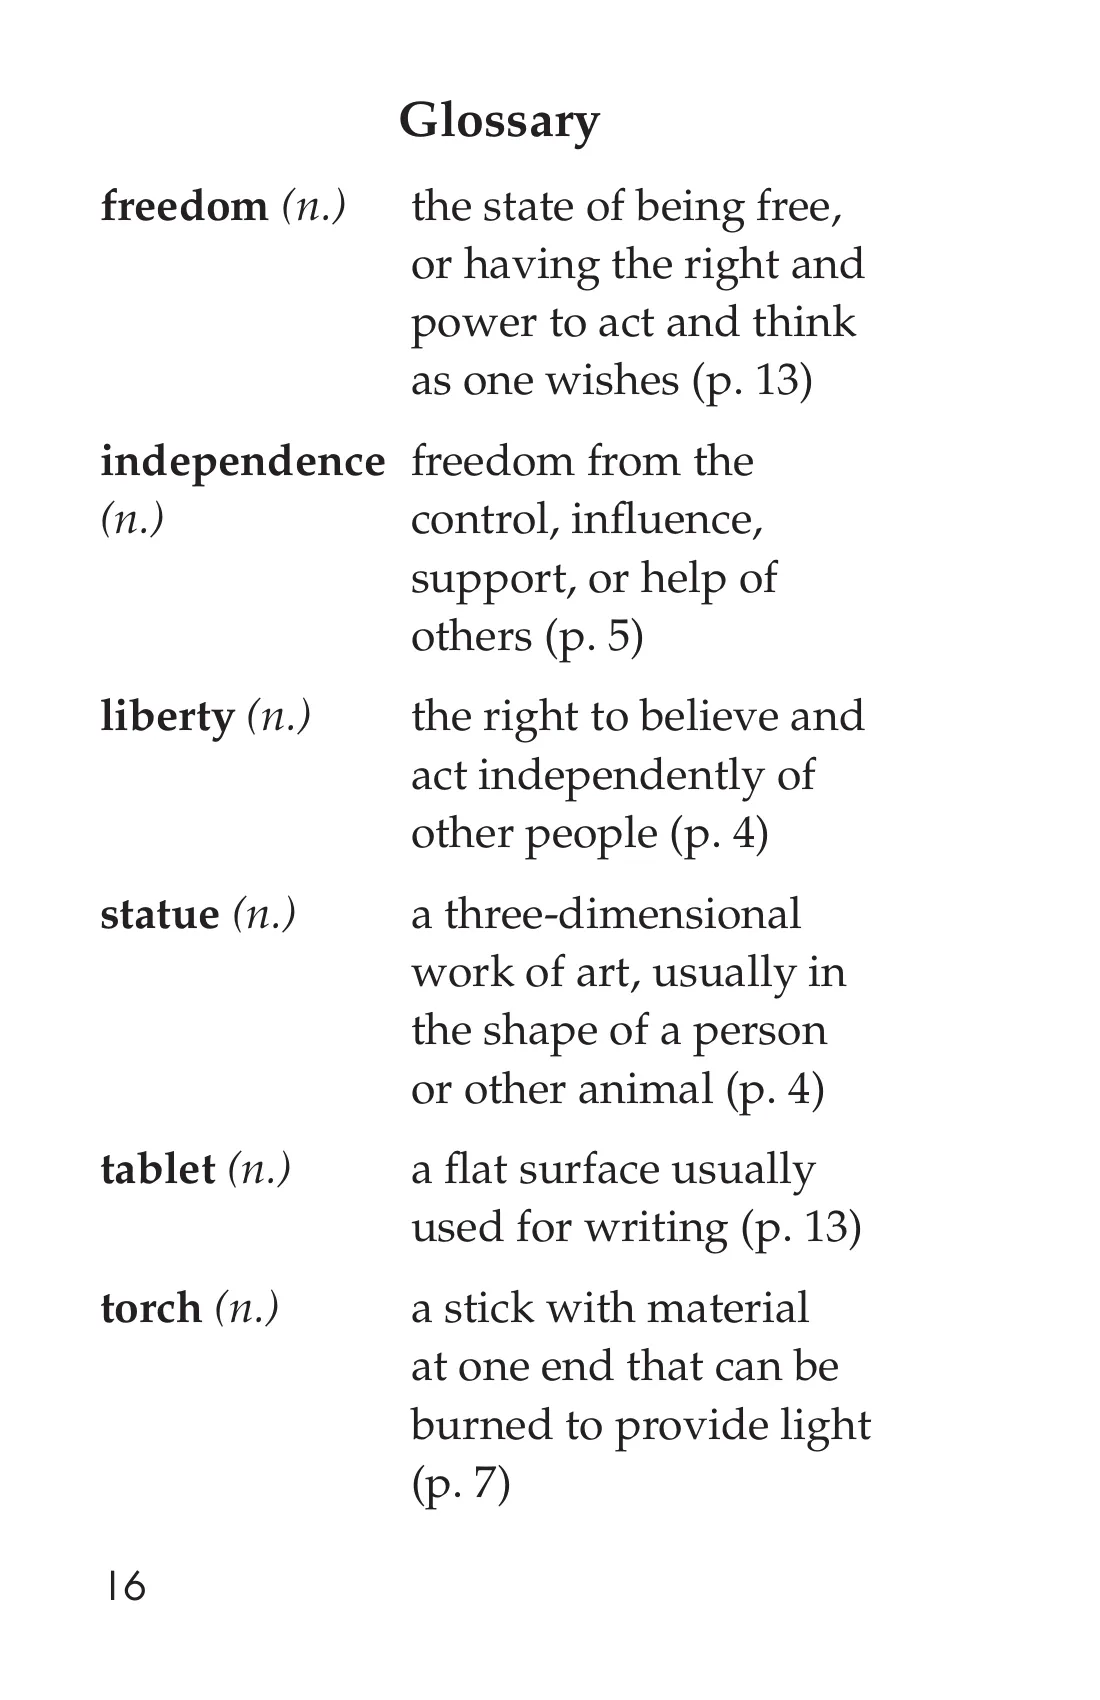 Glossary
freedom (n.) the state of being free,
or having the right and
power to act and think
as one wishes (p. 13)
independence freedom from the
(n.) control, influence,
support, or help of
others (p. 5)
liberty (n.) the right to believe and
act independently of
other people (p. 4)
statue (n.) a three-dimensional
work of art, usually in
the shape of a person
or other animal (p. 4)
tablet (n.) a flat surface usually
used for writing (p. 13)
torch (n.) a stick with material
at one end that can be
burned to provide light
(p. 7)
16